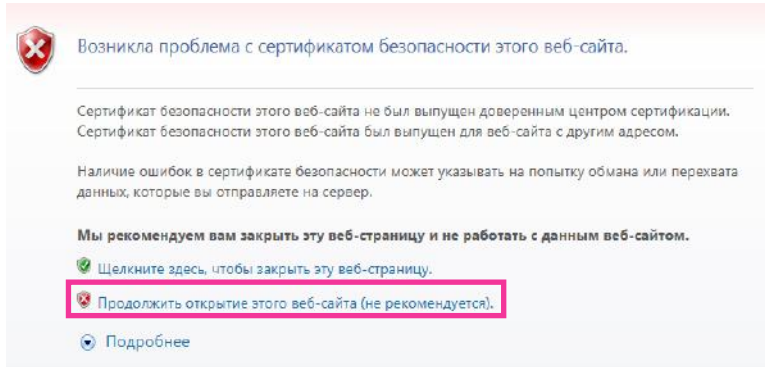 Возникла проблема с сертификатом безопасности этого веб-сайта.
Сертификат безопасности этого веб-сайта не был выпущен доверенным центром сертификации.
Сертификат безопасности этого веб-сайта был выпущен для веб-сайта с другим адресом.
Наличие ошибок в сертификате безопасности может указывать на попытку обмана или перехвата
данных, которые вы отправляете на сервер.
Мы рекомендуем вам закрыть эту веб-страницу и не работать с данным веб-сайтом.
Щелкните здесь, чтобы закрыть эту веб-страницу.
Продолжить открытие этого веб-сайта (не рекомендуется).
Подробнее